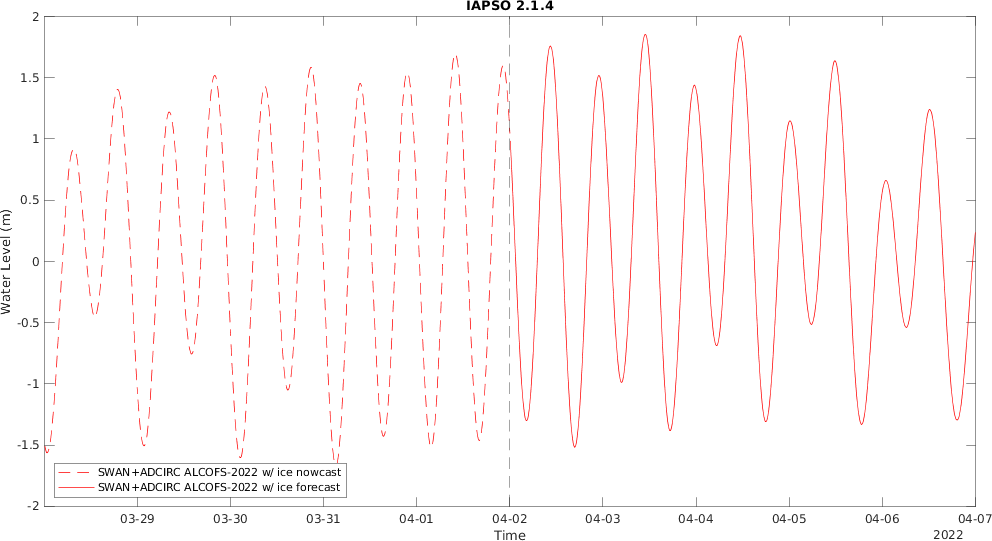 IAPSO 2.1.4
2
1.5
1
0.5
0
-0.5
-1
-1.5
-2
Water Level (m)
SWAN+ADCIRC ALCOFS-2022 w/ ice nowcast
SWAN+ADCIRC ALCOFS-2022 w/ ice forecast
03-29 03-30 03-31 04-01 04-02 04-03 04-04 04-05 04-06 04-07
Time
2022